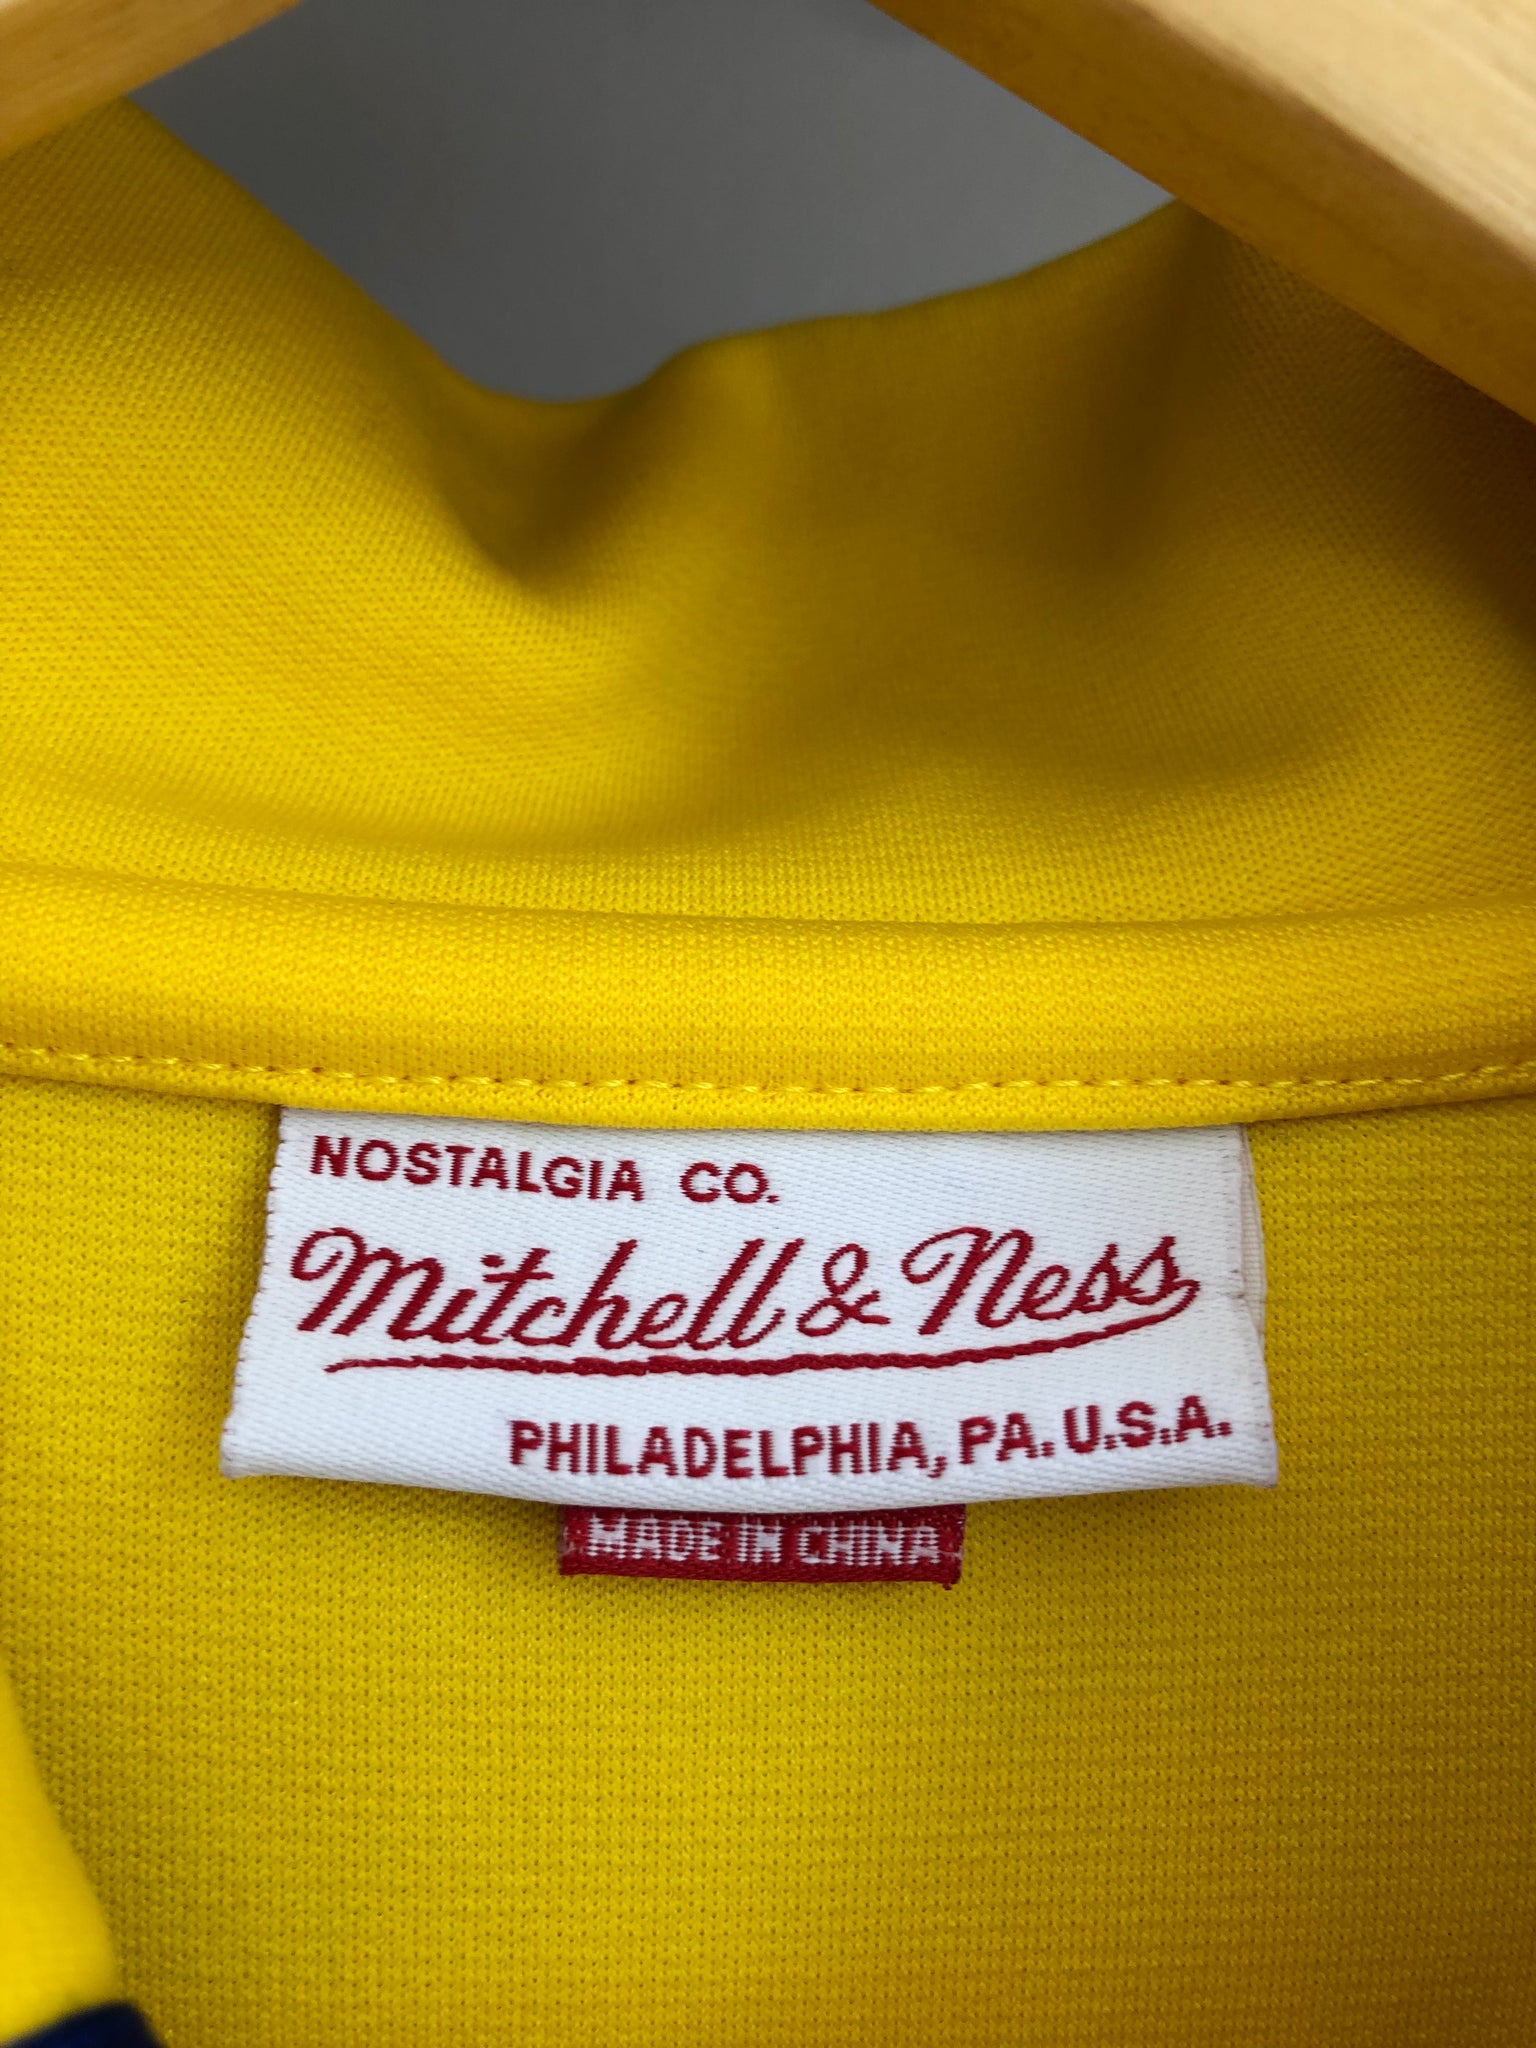 NOSTALGIA CO.
Mitchell & Ness
PHILADELPHIA, PA. U.S.A.
MADE IN CHINA